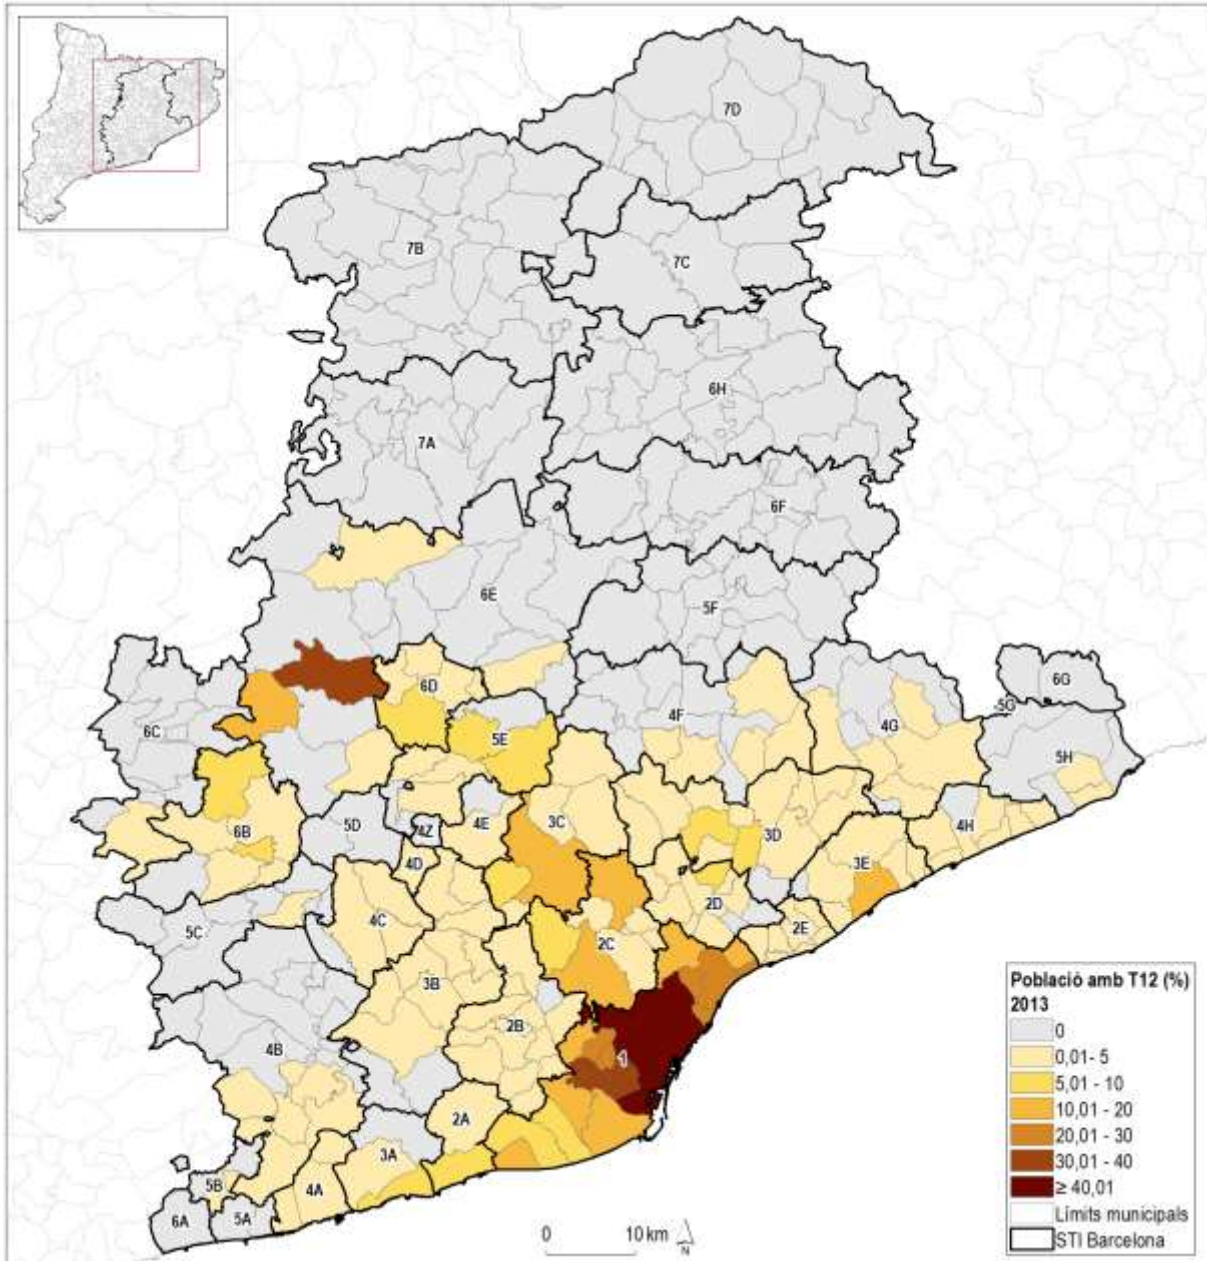 7D
7B
7C
6H
7A
6F
6E
5F
6D
6G
5G
4F
4G
6C
5E
5H
6B
5D
4Z
4E
3C
3D
4H
4D
3E
4C
2D
5C
2C
2E
3B
2B
4B
1
2A
3A
5B
4A
6A
5A
0
10 km
N
Població amb T12 (%)
2013
0
0,01- 5
5,01 - 10
10,01 - 20
20,01 - 30
30,01 - 40
≥ 40,01
Límits municipals
STI Barcelona